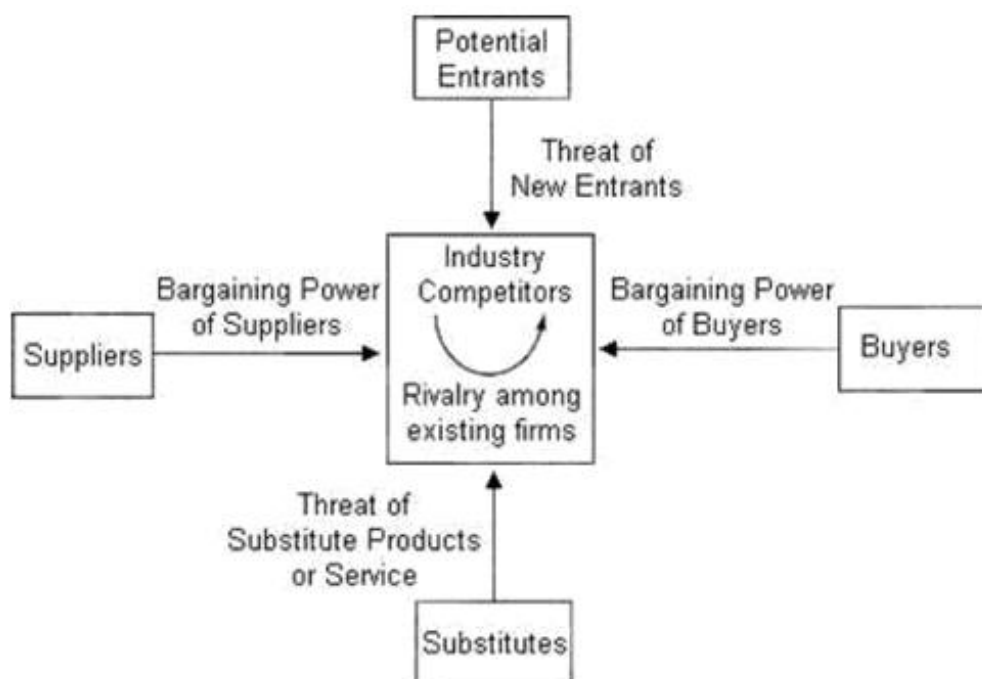 Potential
Entrants
Threat of
New Entrants
Industry
Competitors
Bargaining Power
of Suppliers
Bargaining Power
of Buyers
Suppliers
Buyers
Rivalry among
existing firms
Threat of
Substitute Products
or Service
Substitutes